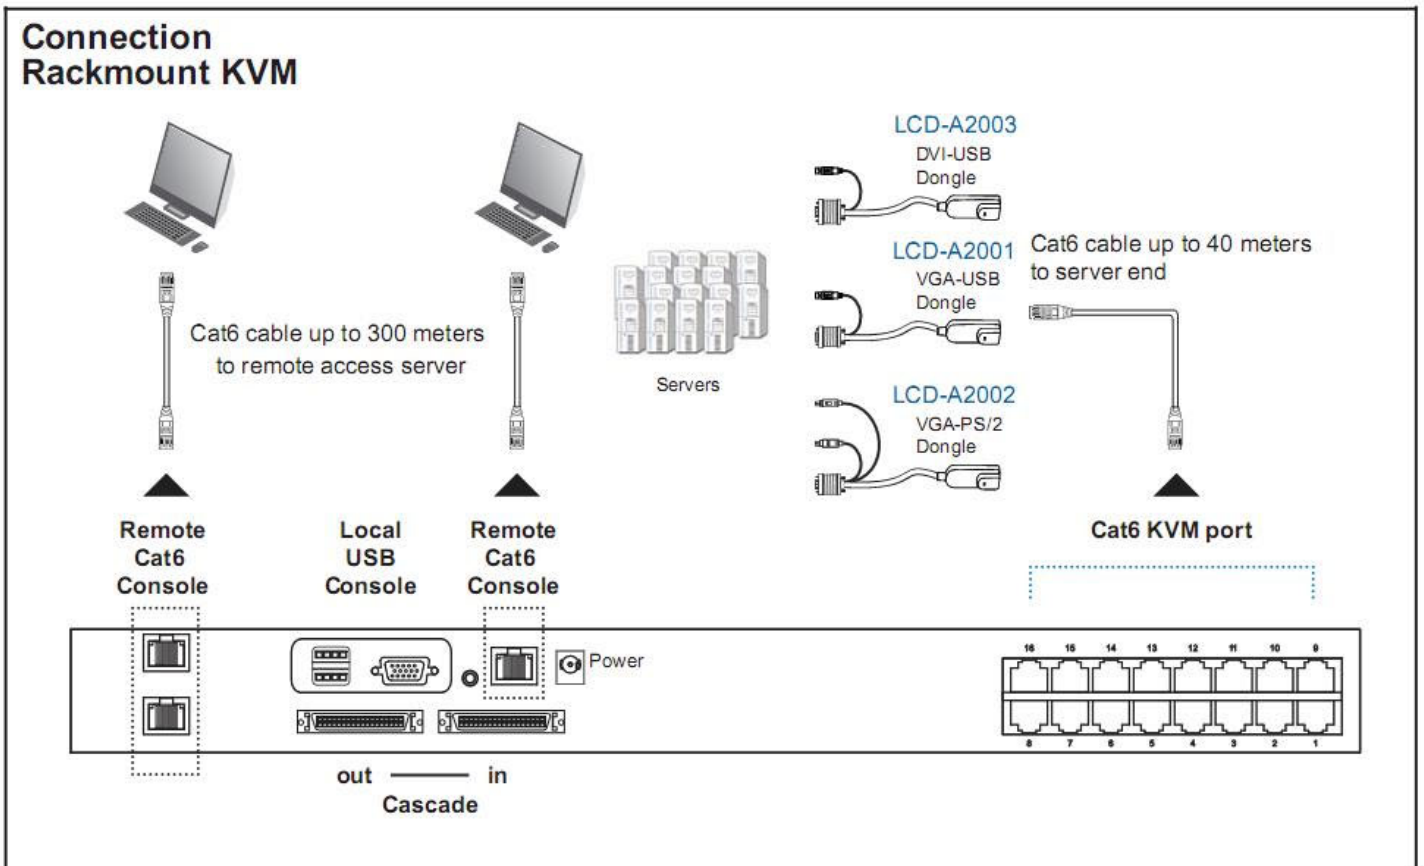 Connection
Rackmount KVM
LCD-A2003
DVI-USB
Dongle
LCD-A2001
VGA-USB
Dongle
Cat6 cable up to 40 meters
to server end
Cat6 cable up to 300 meters
to remote access server
Servers
LCD-A2002
VGA-PS/2
Dongle
Remote
Cat6
Console
Local
USB
Console
Remote
Cat6
Console
Cat6 KVM port
Power
16 15 14 13 12 11 10 9
8 7 6 5 4 3 2 1
out in
Cascade